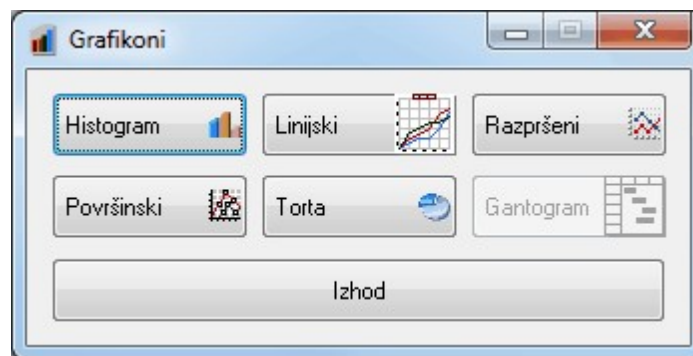 Grafikoni
Histogram Linijski Razpršeni
Površinski Torta Gantogram
Izhod